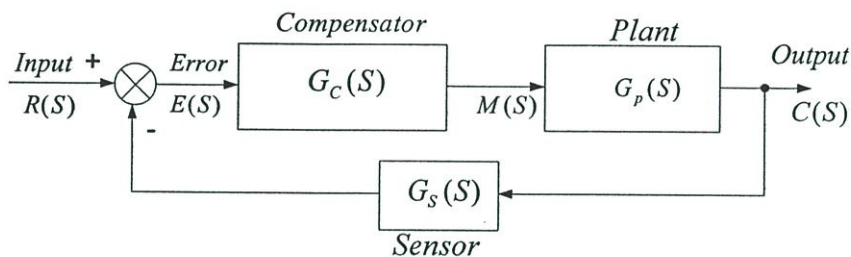 Compensator
Plant
Input + Error
Output
G_C(S)
G_p(S)
R(S) E(S)
M(S)
C(S)
-
G_S(S)
Sensor